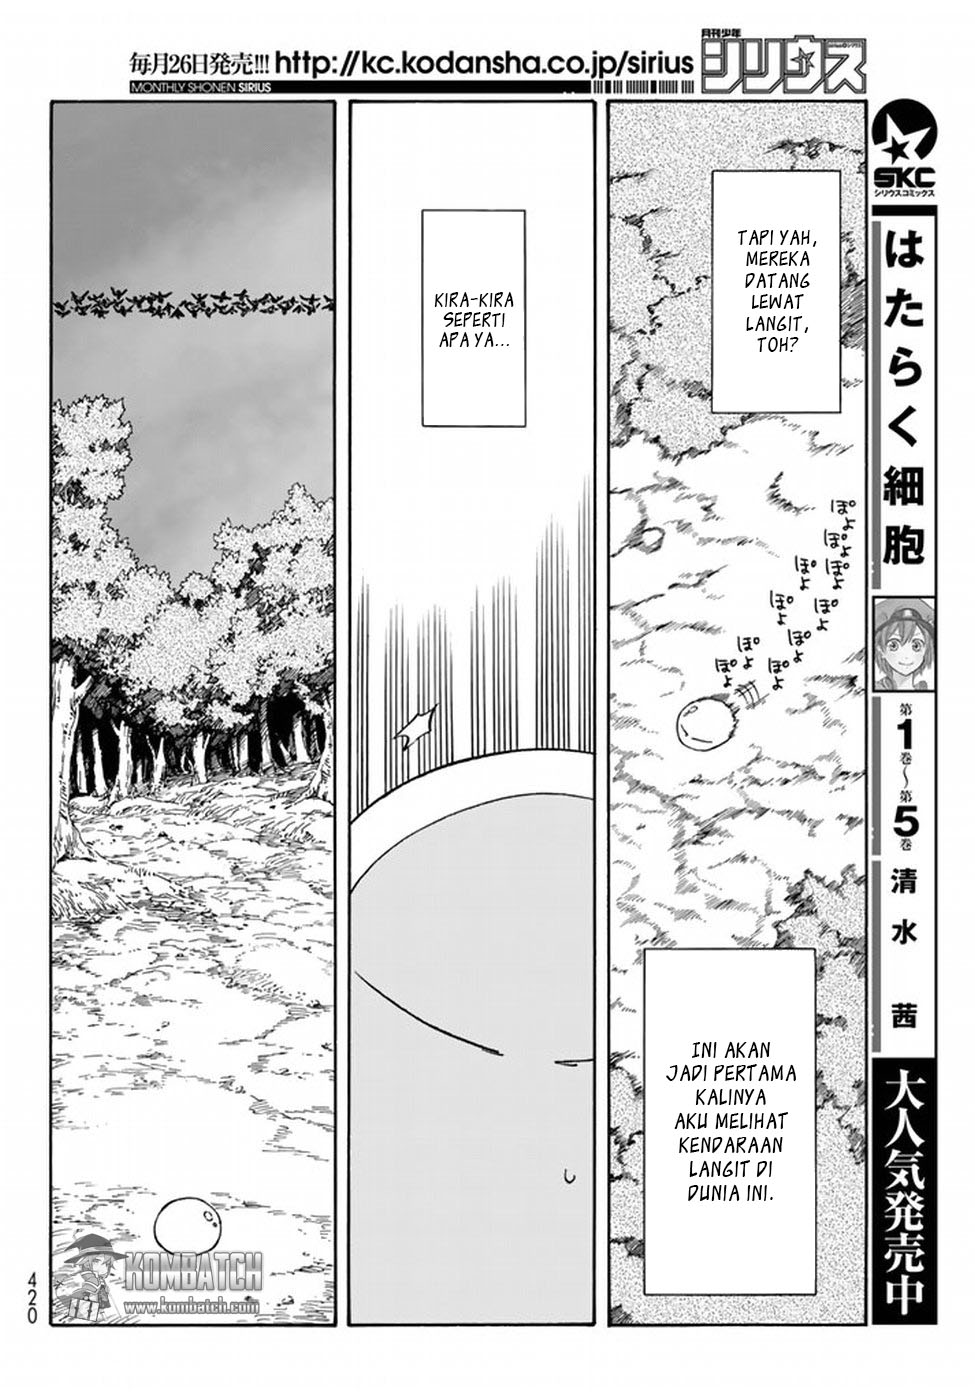 毎月26日発売!!! http://kc.kodansha.co.jp/sirius
MONTHLY SHONEN SIRIUS
月刊少年
シリウス
TAPI YAH,
MEREKA
DATANG
LEWAT
LANGIT,
TOH?
ぽよ
ぽよ
ぽよ
ぽよ
ぽよ
ぽよ
ぽよ
ぽよ
ぽよ
ぽよ
INI AKAN
JADI PERTAMA
KALINYA
AKU MELIHAT
KENDARAAN
LANGIT DI
DUNIA INI.
KIRA-KIRA
SEPERTI
APA YA...
SKC
シリウスコミックス
はたらく細胞
第1巻〜第5巻
清水 茜
大人気発売中
KOMBATCH
www.kombatch.com
420